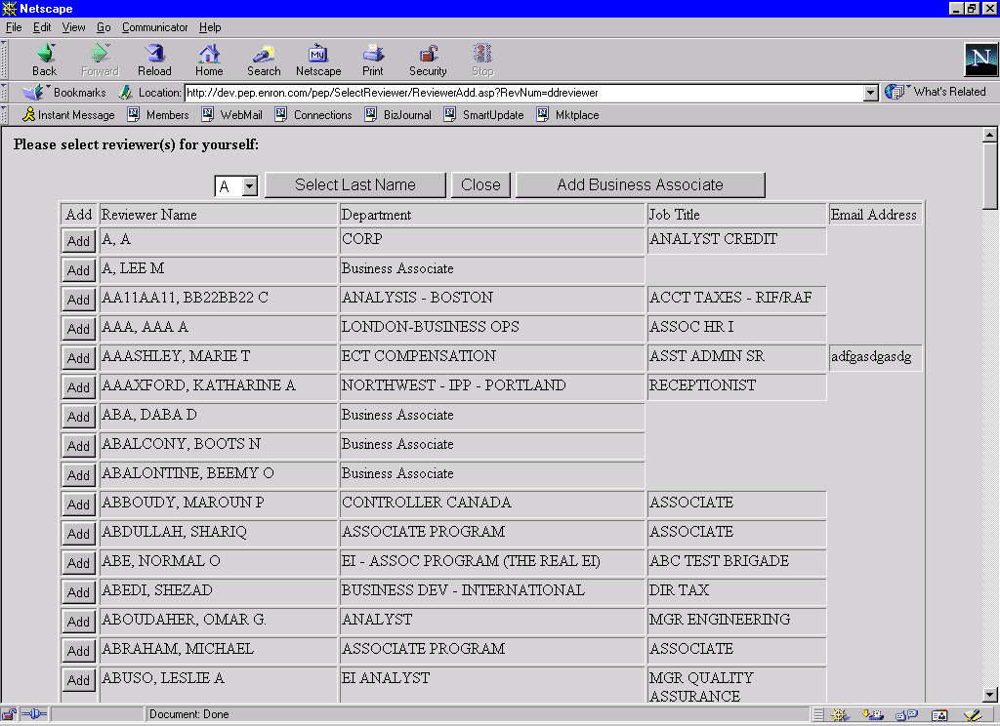 Netscape
File Edit View Go Communicator Help
Back Forward Reload Home Search Netscape Print Security Stop
My
N
Bookmarks Location: http://dev.pep.enron.com/pep/SelectReviewer/ReviewerAdd.asp?RevNum=ddreviewer What's Related
Instant Message Members WebMail Connections BizJournal SmartUpdate Mktplace
Please select reviewer(s) for yourself:
A Select Last Name Close Add Business Associate
Add Reviewer Name Department Job Title Email Address
Add A, A CORP ANALYST CREDIT
Add A, LEE M Business Associate
Add AA11AA11, BB22BB22 C ANALYSIS - BOSTON ACCT TAXES - RIF/RAF
Add AAA, AAA A LONDON-BUSINESS OPS ASSOC HR I
Add AAASHLEY, MARIE T ECT COMPENSATION ASST ADMIN SR adfgasdgasdg
Add AAAXFORD, KATHARINE A NORTHWEST - IPP - PORTLAND RECEPTIONIST
Add ABA, DABA D Business Associate
Add ABALCONY, BOOTS N Business Associate
Add ABALONTINE, BEEMY O Business Associate
Add ABBOUDY, MAROUN P CONTROLLER CANADA ASSOCIATE
Add ABDULLAH, SHARIQ ASSOCIATE PROGRAM ASSOCIATE
Add ABE, NORMAL O EI - ASSOC PROGRAM (THE REAL EI) ABC TEST BRIGADE
Add ABEDI, SHEZAD BUSINESS DEV - INTERNATIONAL DIR TAX
Add ABOUDAHER, OMAR G. ANALYST MGR ENGINEERING
Add ABRAHAM, MICHAEL ASSOCIATE PROGRAM ASSOCIATE
Add ABUSO, LESLIE A EI ANALYST MGR QUALITY
ASSURANCE
Document: Done